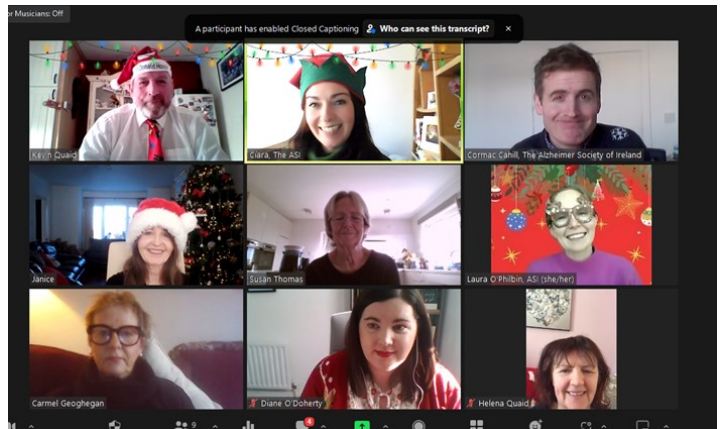 or Musicians: Off
A participant has enabled Closed Captioning Who can see this transcript? ×
Kevin Quaid
Ciara, The ASI
Cormac Cahill, The Alzheimer Society of Ireland
Janice
Susan Thomas
Laura O'Philbin, ASI (she/her)
Carmel Geoghegan
Diane O'Doherty
Helena Quaid
9
4